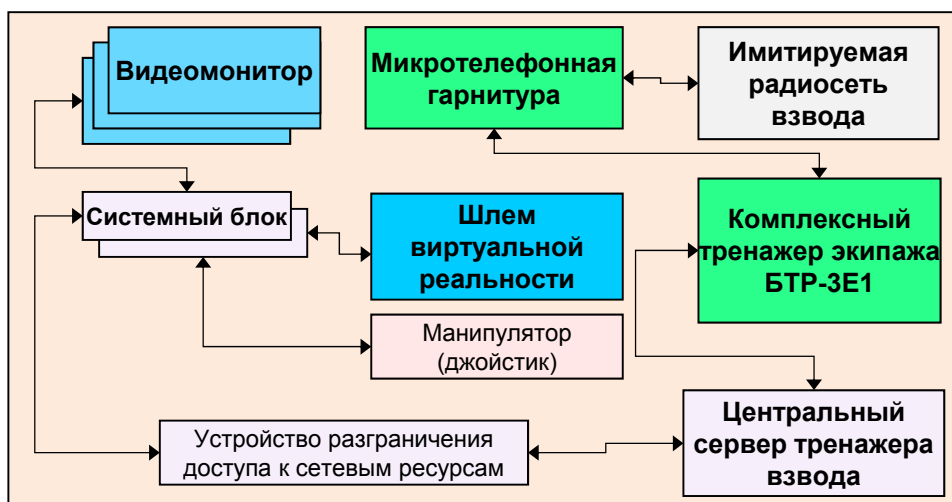 Видеомонитор
Микротелефонная
гарнитура
Имитируемая
радиосеть
взвода
Системный блок
Шлем
виртуальной
реальности
Комплексный
тренажер экипажа
БТР-3Е1
Манипулятор
(джойстик)
Устройство разграничения
доступа к сетевым ресурсам
Центральный
сервер тренажера
взвода